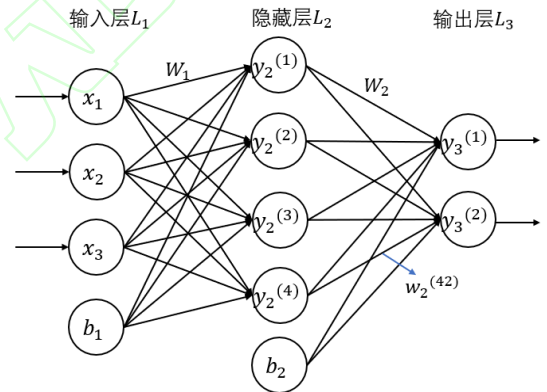 输入层L₁ 隐藏层L₂ 输出层L₃
W₁ y₂⁽¹⁾ W₂
x₁
y₂⁽²⁾ y₃⁽¹⁾
x₂
y₂⁽³⁾ y₃⁽²⁾
x₃
y₂⁽⁴⁾ w₂⁽⁴²⁾
b₁
b₂